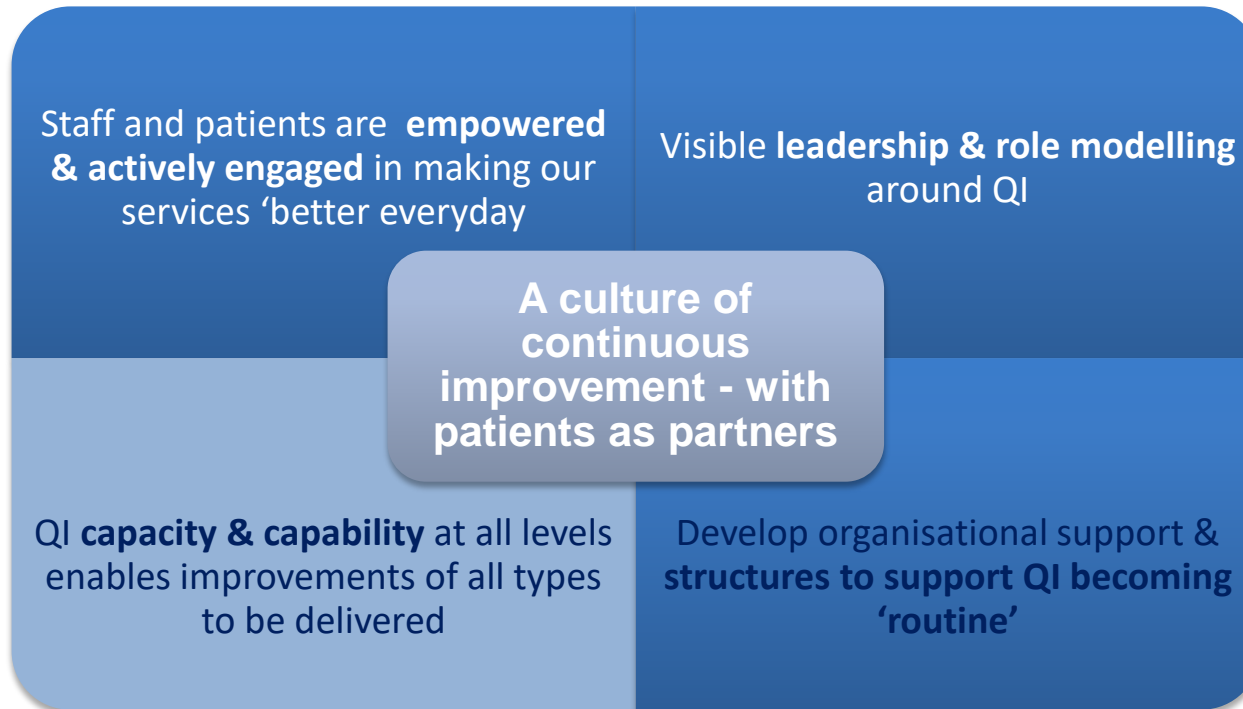 Staff and patients are empowered
& actively engaged in making our
services ‘better everyday
Visible leadership & role modelling
around QI
A culture of
continuous
improvement - with
patients as partners
QI capacity & capability at all levels
enables improvements of all types
to be delivered
Develop organisational support &
structures to support QI becoming
‘routine’